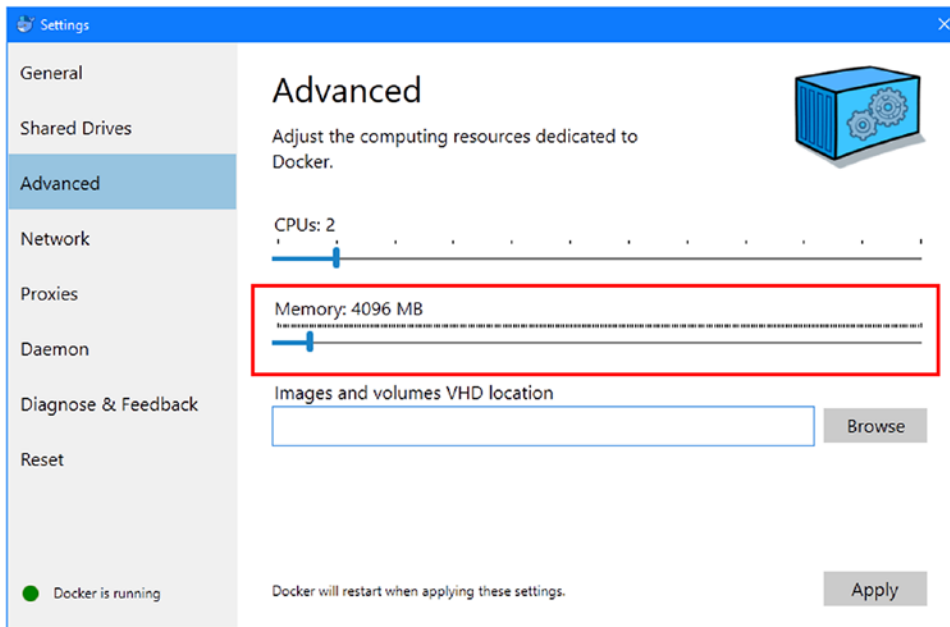 Settings
General
Shared Drives
Advanced
Network
Proxies
Daemon
Diagnose & Feedback
Reset
Docker is running
Advanced
Adjust the computing resources dedicated to
Docker.
CPUs: 2
Memory: 4096 MB
Images and volumes VHD location
Browse
Docker will restart when applying these settings.
Apply